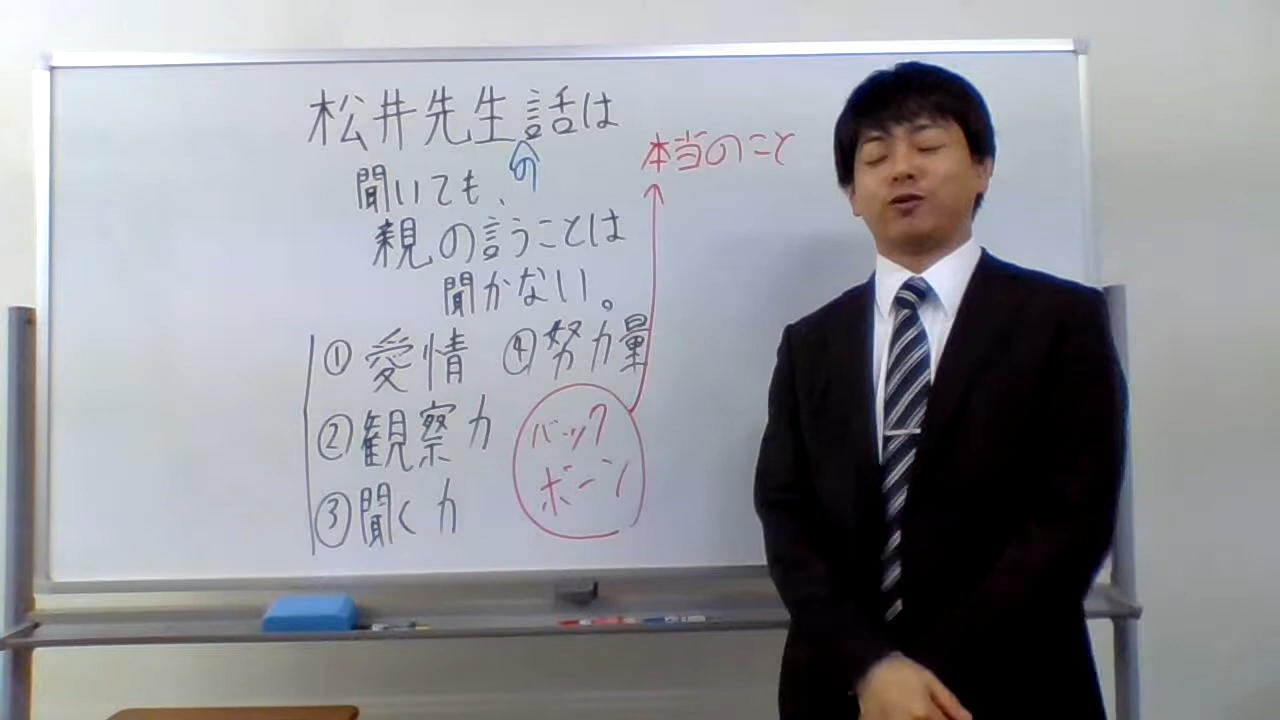 松井先生話は
の
聞いても、
親の言うことは
聞かない。
本当のこと
①愛情 ④努力量
②観察力
③聞く力
バック
ボーン